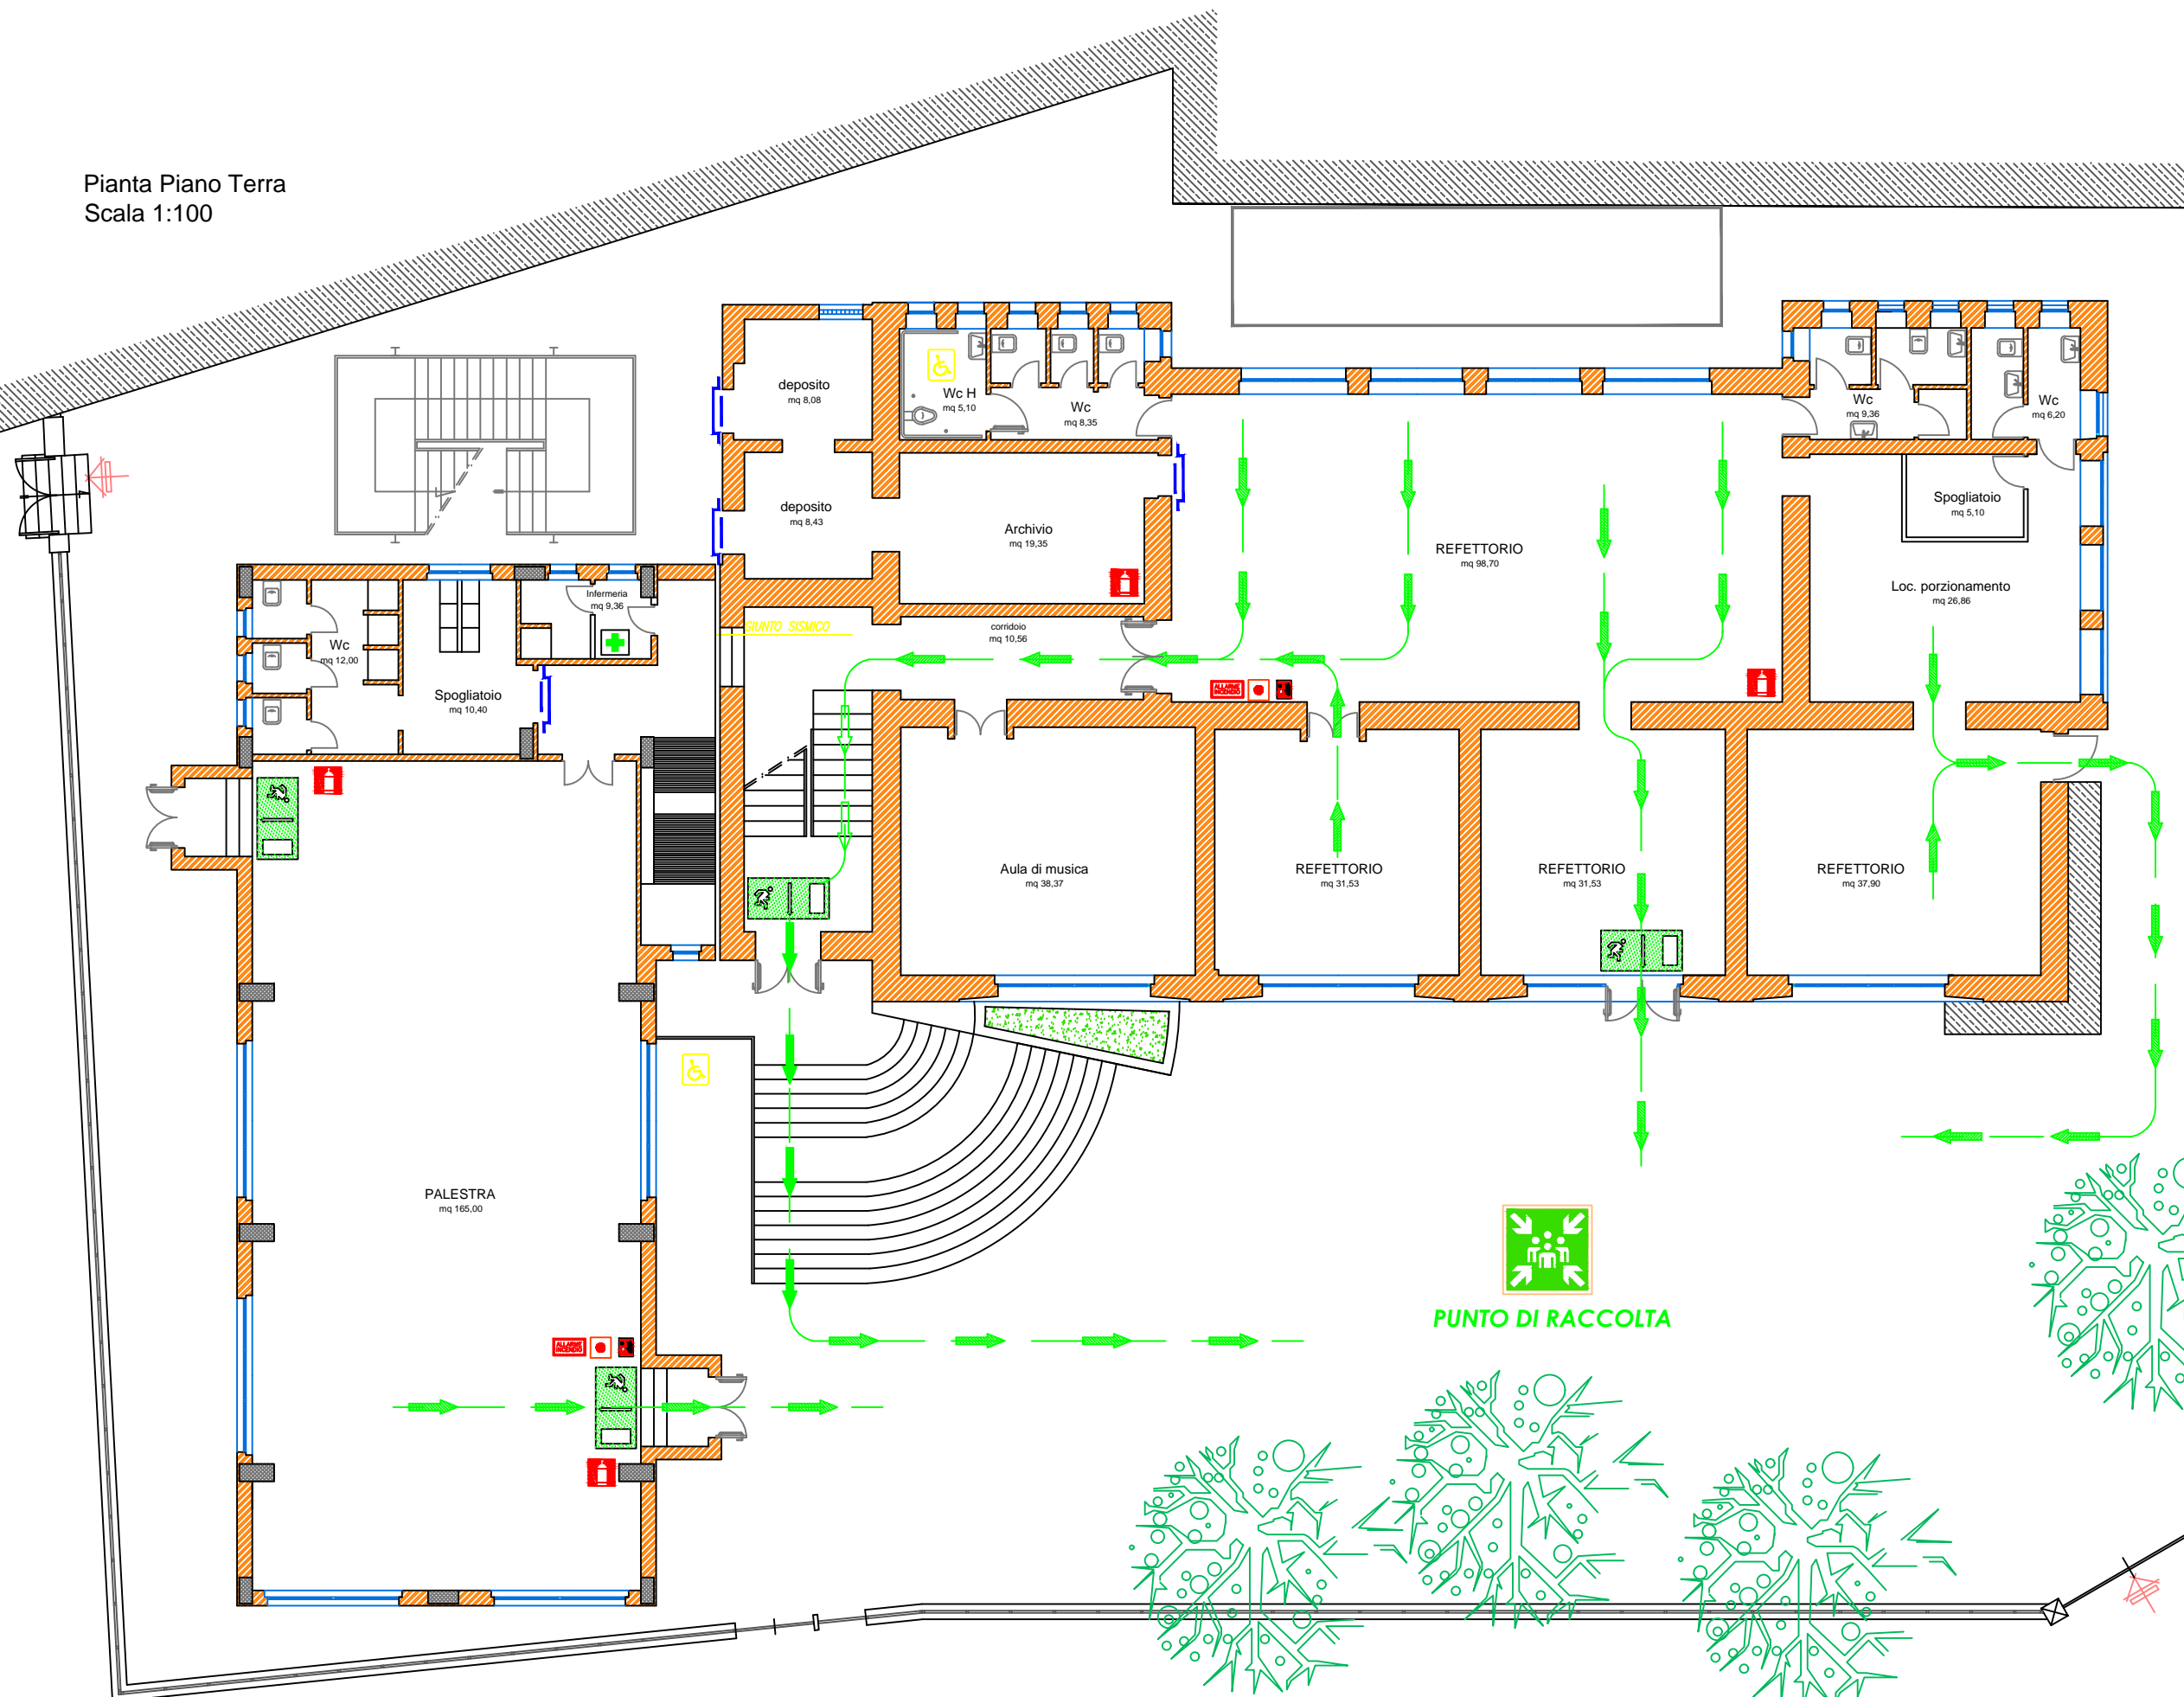 Pianta Piano Terra
Scala 1:100
deposito
mq 8,08
Wc H
mq 5,10
Wc
mq 8,35
Wc
mq 9,36
Wc
mq 6,20
deposito
mq 8,43
Archivio
mq 19,35
REFETTORIO
mq 98,70
Spogliatoio
mq 5,10
Loc. porzionamento
mq 26,86
Infermeria
mq 9,36
GIUNTO SISMICO
corridoio
mq 10,56
Wc
mq 12,00
Spogliatoio
mq 10,40
ALLARME
INCENDIO
Aula di musica
mq 38,37
REFETTORIO
mq 31,53
REFETTORIO
mq 31,53
REFETTORIO
mq 37,90
PALESTRA
mq 165,00
PUNTO DI RACCOLTA
ALLARME
INCENDIO